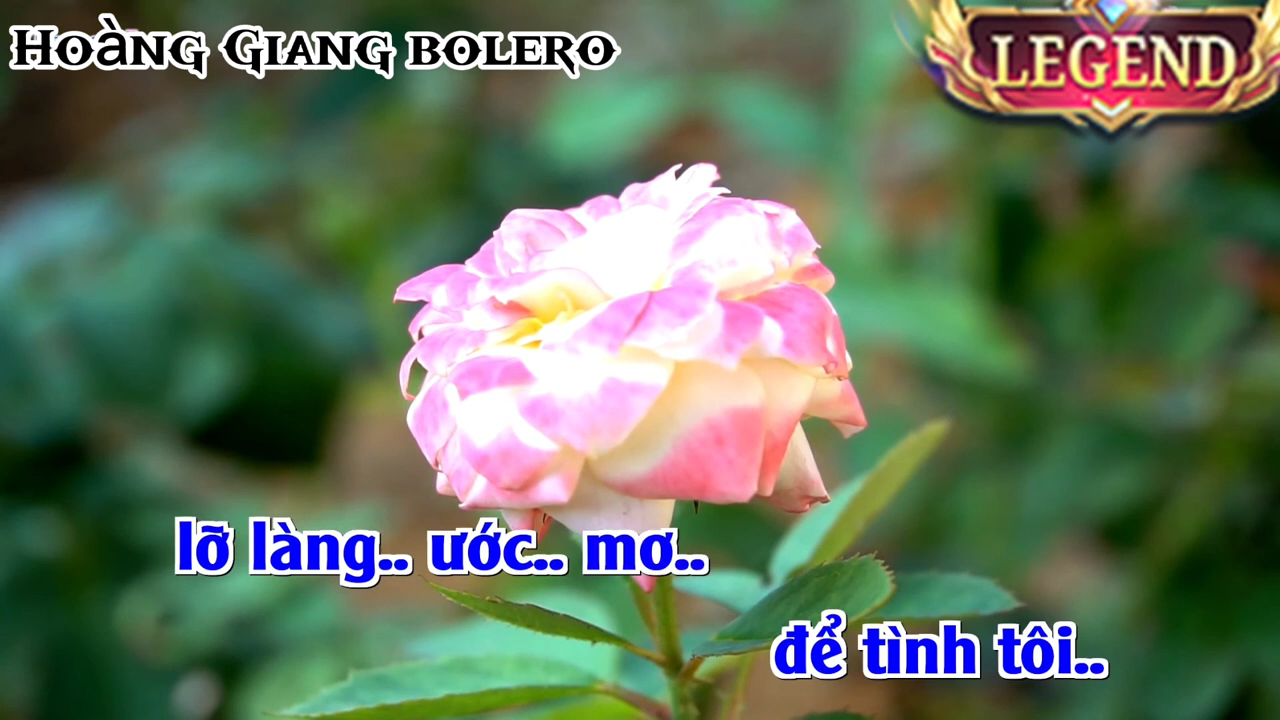 Hoàng Giang bolero
LEGEND
lỡ làng.. ước.. mơ..
để tình tôi..